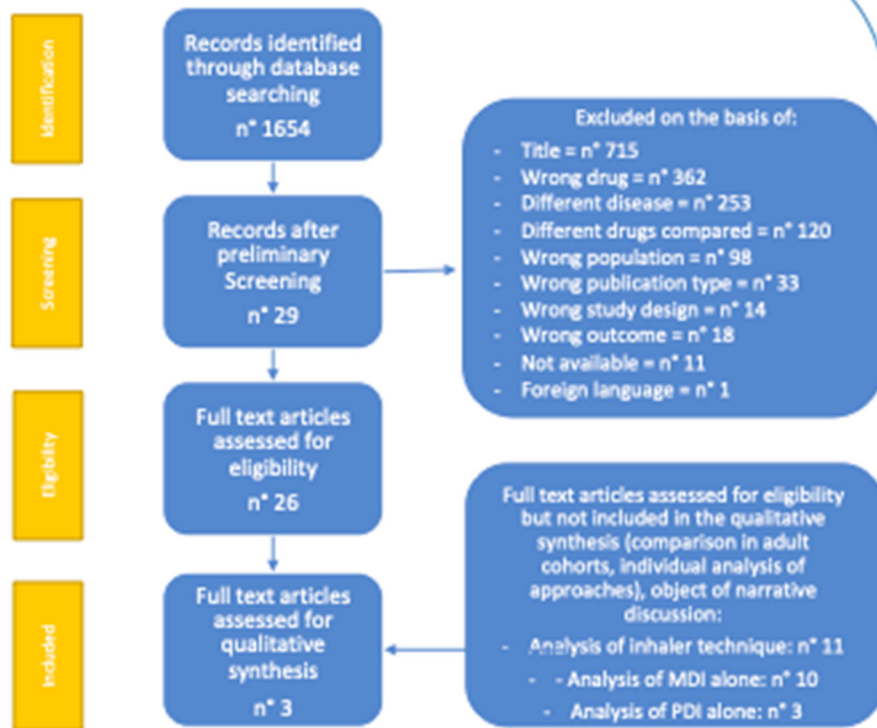 Identification
Records identified
through database
searching
n° 1654
Excluded on the basis of:
- Title = n° 715
- Wrong drug = n° 362
- Different disease = n° 253
- Different drugs compared = n° 120
- Wrong population = n° 98
- Wrong publication type = n° 33
- Wrong study design = n° 14
- Wrong outcome = n° 18
- Not available = n° 11
- Foreign language = n° 1
Screening
Records after
preliminary
Screening
n° 29
Eligibility
Full text articles
assessed for
eligibility
n° 26
Full text articles assessed for eligibility
but not included in the qualitative
synthesis (comparison in adult
cohorts, individual analysis of
approaches), object of narrative
discussion:
- Analysis of inhaler technique: n° 11
- - Analysis of MDI alone: n° 10
- Analysis of PDI alone: n° 3
Included
Full text articles
assessed for
qualitative
synthesis
n° 3